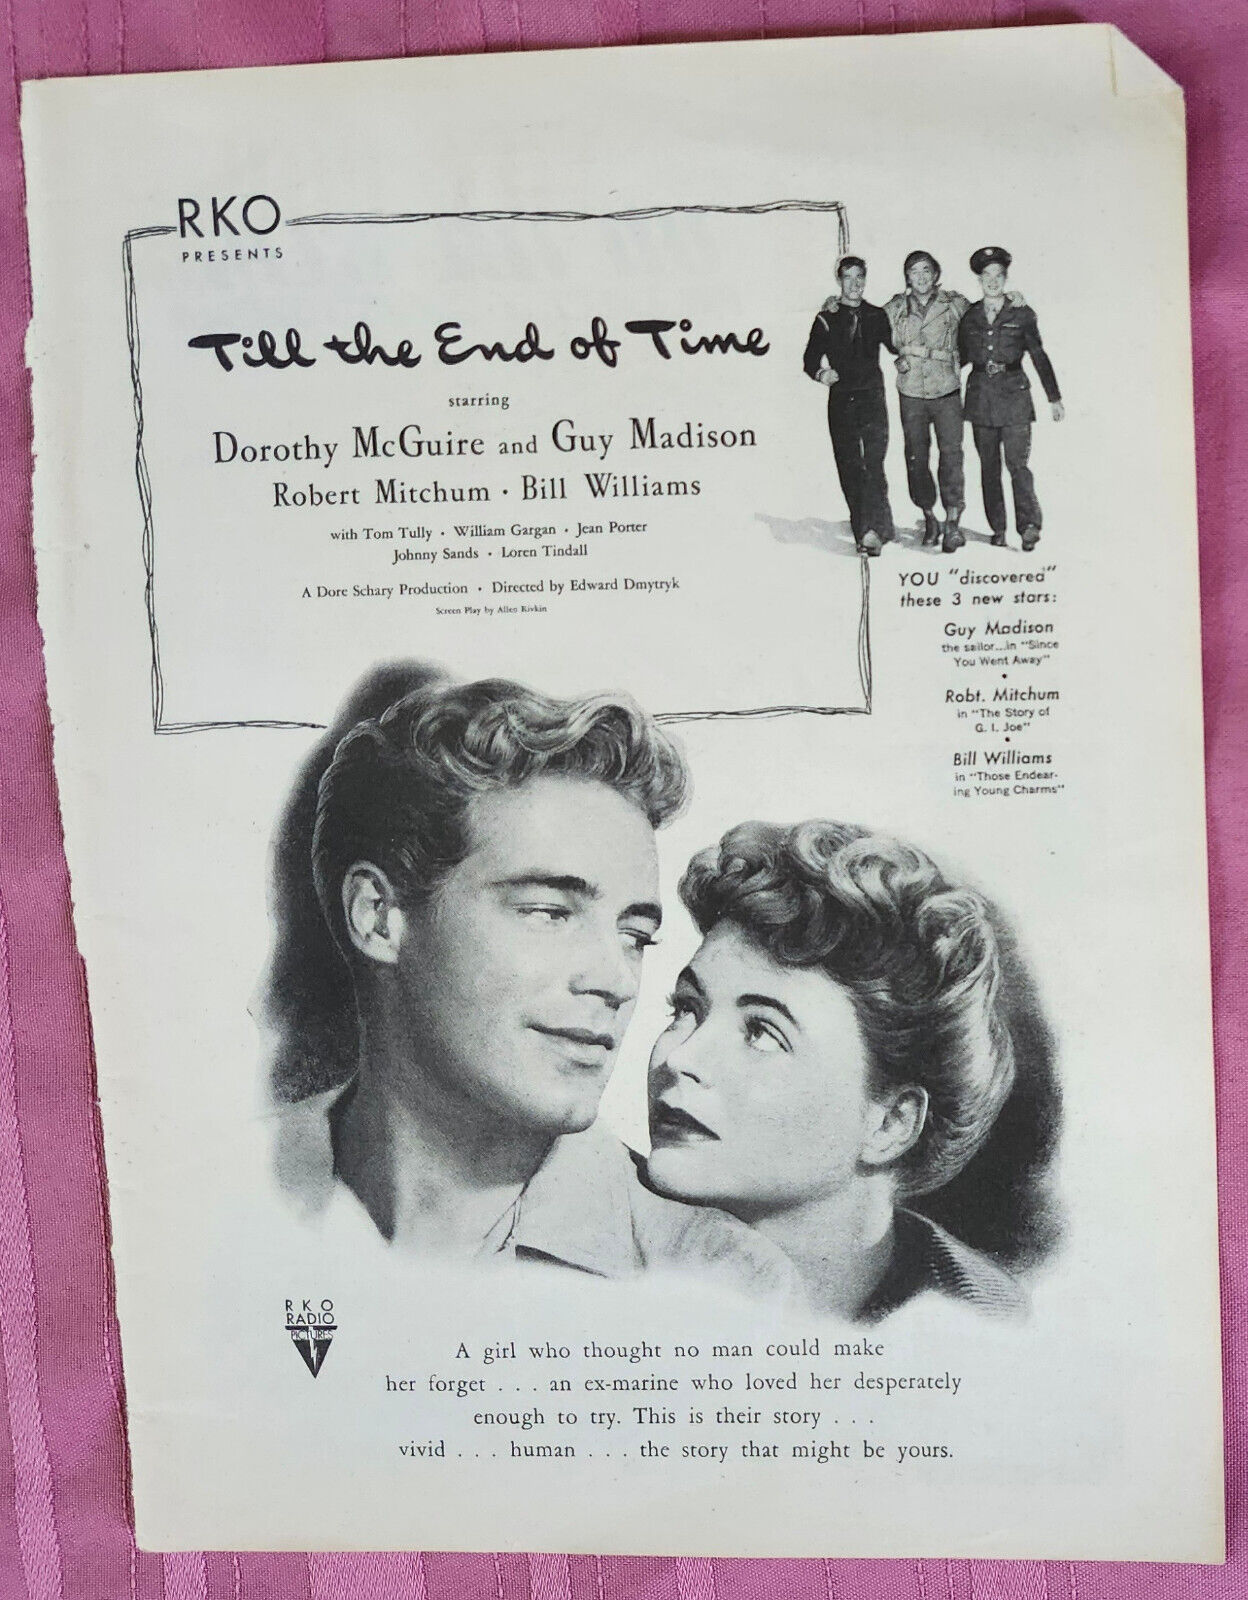 RKO
PRESENTS
Till the End of Time
starring
Dorothy McGuire and Guy Madison
Robert Mitchum · Bill Williams
with Tom Tully · William Gargan · Jean Porter
Johnny Sands · Loren Tindall
A Dore Schary Production · Directed by Edward Dmytryk
Screen Play by Allen Rivkin
YOU "discovered"
these 3 new stars:
Guy Madison
the sailor...in "Since
You Went Away"
•
Robt. Mitchum
in "The Story of
G. I. Joe"
•
Bill Williams
in "Those Endear-
ing Young Charms"
RKO
RADIO
PICTURES
A girl who thought no man could make
her forget . . . an ex-marine who loved her desperately
enough to try. This is their story . . .
vivid . . . human . . . the story that might be yours.